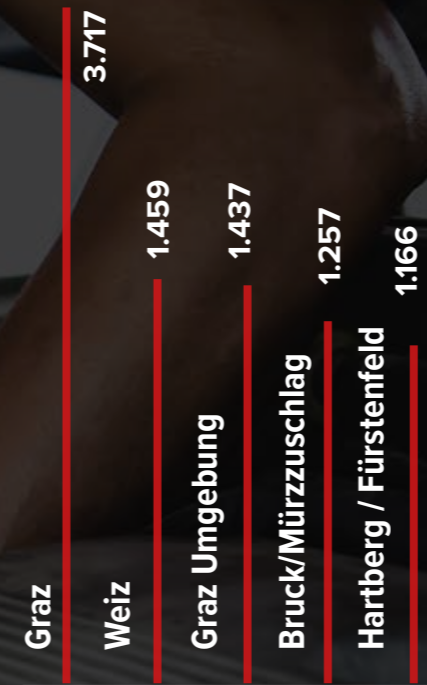 Graz
3.717
Weiz
1.459
Graz Umgebung
1.437
Bruck/Mürzzuschlag
1.257
Hartberg / Fürstenfeld
1.166